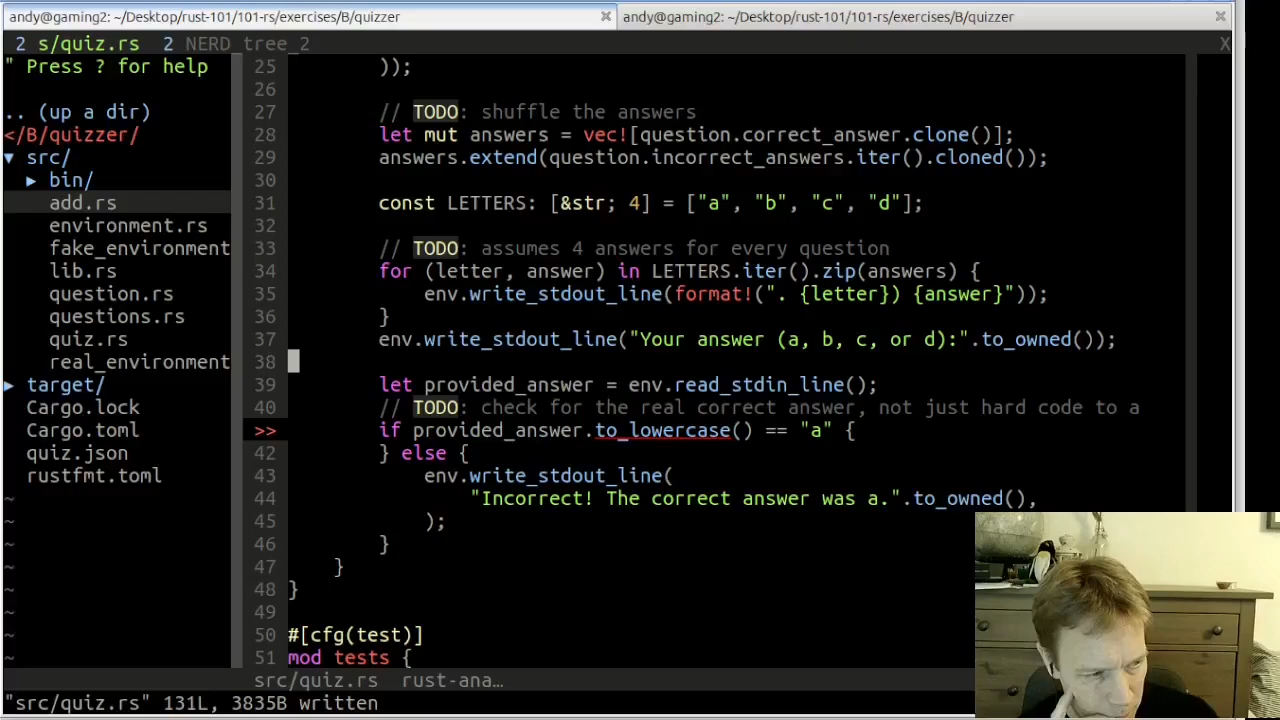 andy@gaming2: ~/Desktop/rust-101/101-rs/exercises/B/quizzer × andy@gaming2: ~/Desktop/rust-101/101-rs/exercises/B/quizzer ×
2 s/quiz.rs 2 NERD tree_2 X
" Press ? for help
.. (up a dir)
</B/quizzer/
▼ src/
▶ bin/
add.rs
environment.rs
fake_environment
lib.rs
question.rs
questions.rs
quiz.rs
real_environment
▶ target/
Cargo.lock
Cargo.toml
quiz.json
rustfmt.toml
~
~
~
~
~
~
~
~
25 ));
26
27 // TODO: shuffle the answers
28 let mut answers = vec![question.correct_answer.clone()];
29 answers.extend(question.incorrect_answers.iter().cloned());
30
31 const LETTERS: [&str; 4] = ["a", "b", "c", "d"];
32
33 // TODO: assumes 4 answers for every question
34 for (letter, answer) in LETTERS.iter().zip(answers) {
35 env.write_stdout_line(format!(". {letter}) {answer}"));
36 }
37 env.write_stdout_line("Your answer (a, b, c, or d):".to_owned());
38
39 let provided_answer = env.read_stdin_line();
40 // TODO: check for the real correct answer, not just hard code to a
>> if provided_answer.to_lowercase() == "a" {
42 } else {
43 env.write_stdout_line(
44 "Incorrect! The correct answer was a.".to_owned(),
45 );
46 }
47 }
48 }
49
50 #[cfg(test)]
51 mod tests {
src/quiz.rs rust-ana…
"src/quiz.rs" 131L, 3835B written